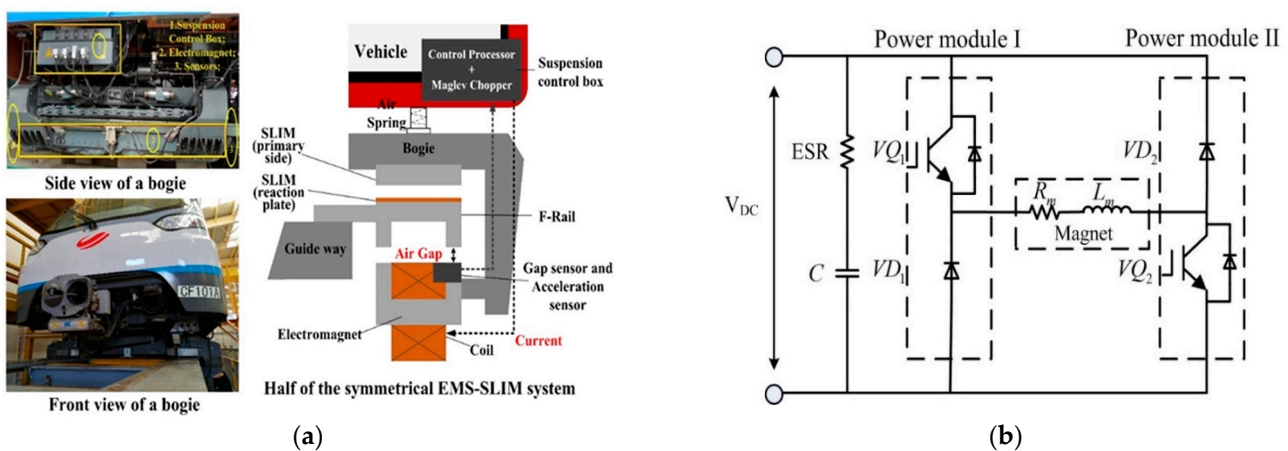 1.Suspension
Control Box;
2. Electromagnet;
3. Sensors;
1
2
3
Side view of a bogie
CF101A
Front view of a bogie
Vehicle
Control Processor
+
Maglev Chopper
Suspension
control box
Air
Spring
SLIM
(primary
side)
Bogie
SLIM
(reaction
plate)
F-Rail
Guide way
Air Gap
Gap sensor and
Acceleration
sensor
Electromagnet
Coil
Current
Half of the symmetrical EMS-SLIM system
(a)
Power module I
Power module II
ESR
VQ1
VD2
VDC
Rm
Lm
Magnet
C
VD1
VQ2
(b)